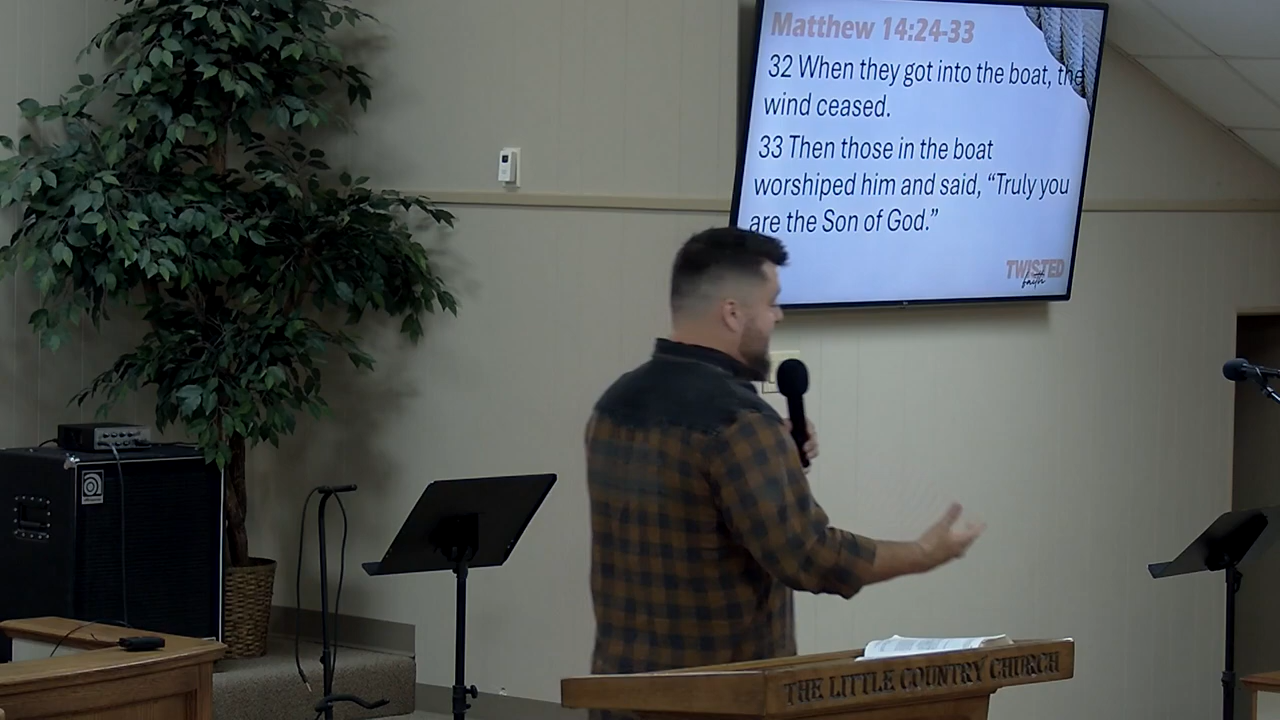 Matthew 14:24-33
32 When they got into the boat, the
wind ceased.
33 Then those in the boat
worshiped him and said, “Truly you
are the Son of God.”
TWISTED
faith
THE LITTLE COUNTRY CHURCH